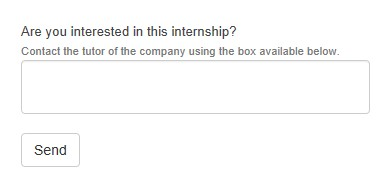 Are you interested in this internship?
Contact the tutor of the company using the box available below.
Send